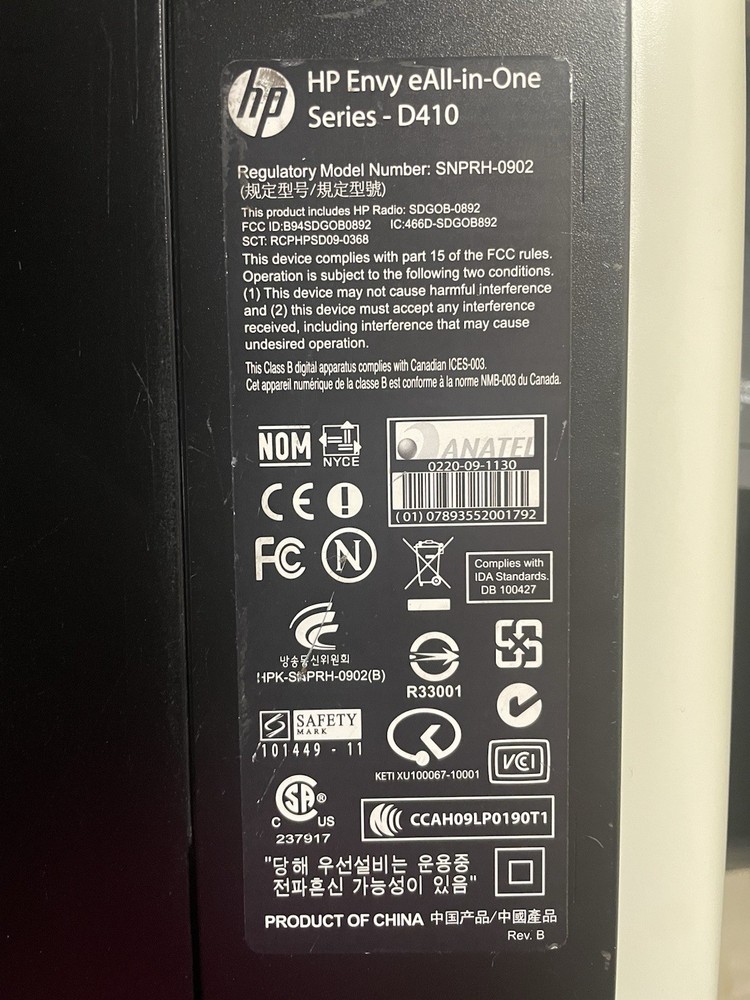 hp HP Envy eAll-in-One
Series - D410
Regulatory Model Number: SNPRH-0902
(规定型号/規定型號)
This product includes HP Radio: SDGOB-0892
FCC ID:B94SDGOB0892 IC:466D-SDGOB892
SCT: RCPHPSD09-0368
This device complies with part 15 of the FCC rules.
Operation is subject to the following two conditions.
(1) This device may not cause harmful interference
and (2) this device must accept any interference
received, including interference that may cause
undesired operation.
This Class B digital apparatus complies with Canadian ICES-003.
Cet appareil numérique de la classe B est conforme à la norme NMB-003 du Canada.
NOM NYCE
ANATEL
0220-09-1130
(01) 07893552001792
CE
FC N
Complies with
IDA Standards.
DB 100427
방송통신위원회
HPK-SNPRH-0902(B)
R33001
SAFETY
MARK
101449 - 11
KETI XU100067-10001
VCI
SA®
C US
237917
CCAH09LP0190T1
"당해 우선설비는 운용중
전파혼신 가능성이 있음"
PRODUCT OF CHINA 中国产品/中國產品
Rev. B